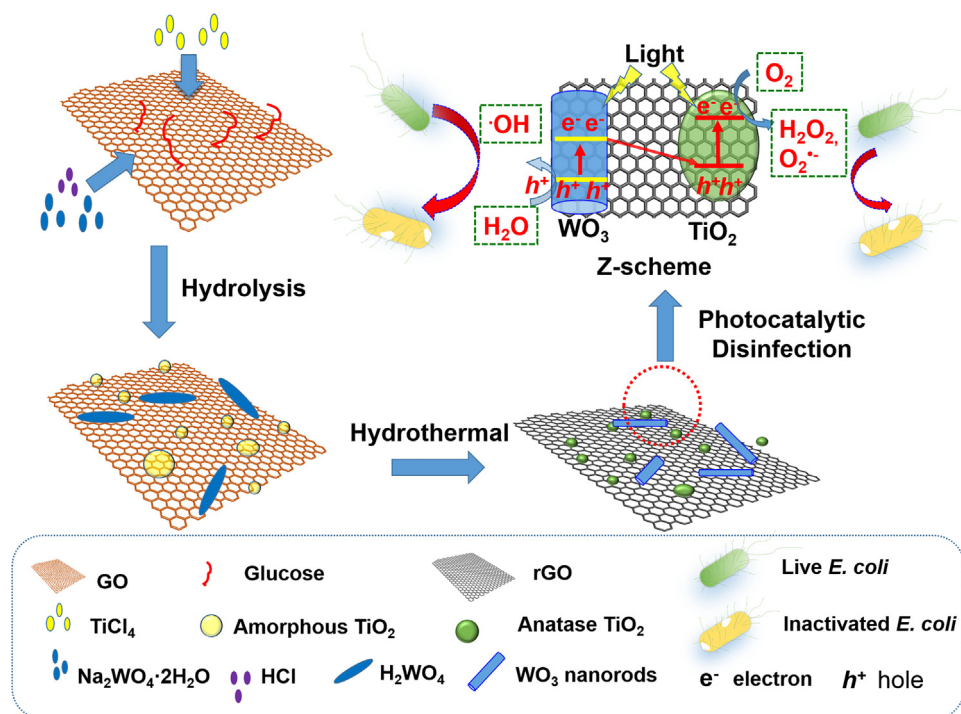 Light
O₂
·OH
e⁻ e⁻
e⁻ e⁻
H₂O₂,
O₂•⁻
h⁺
h⁺ h⁺
h⁺h⁺
H₂O
WO₃
TiO₂
Z-scheme
Hydrolysis
Photocatalytic
Disinfection
Hydrothermal
GO
Glucose
rGO
Live E. coli
TiCl₄
Amorphous TiO₂
Anatase TiO₂
Inactivated E. coli
Na₂WO₄·2H₂O
HCl
H₂WO₄
WO₃ nanorods
e⁻ electron
h⁺ hole